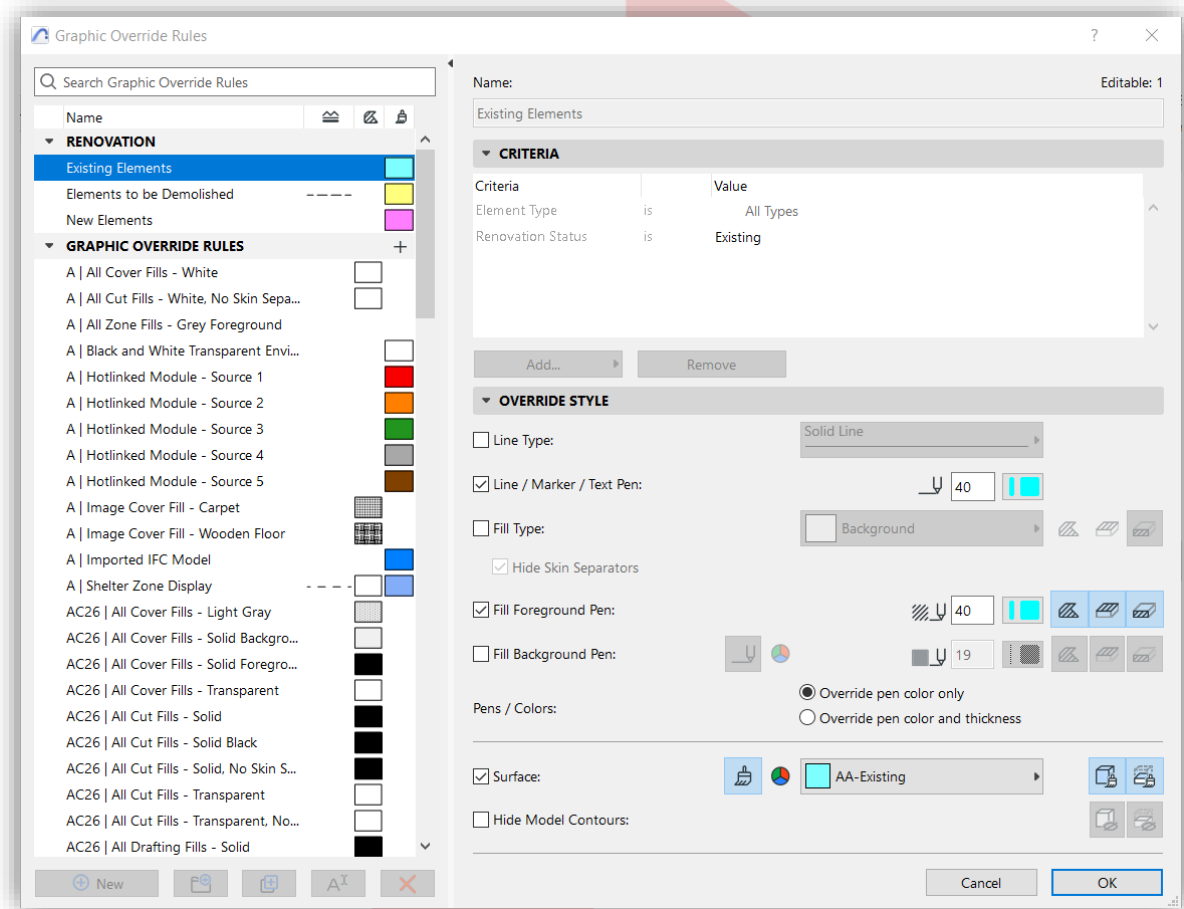 Graphic Override Rules
?
Search Graphic Override Rules
Name
RENOVATION
Existing Elements
Elements to be Demolished
New Elements
GRAPHIC OVERRIDE RULES
A | All Cover Fills - White
A | All Cut Fills - White, No Skin Sepa...
A | All Zone Fills - Grey Foreground
A | Black and White Transparent Envi...
A | Hotlinked Module - Source 1
A | Hotlinked Module - Source 2
A | Hotlinked Module - Source 3
A | Hotlinked Module - Source 4
A | Hotlinked Module - Source 5
A | Image Cover Fill - Carpet
A | Image Cover Fill - Wooden Floor
A | Imported IFC Model
A | Shelter Zone Display
AC26 | All Cover Fills - Light Gray
AC26 | All Cover Fills - Solid Backgro...
AC26 | All Cover Fills - Solid Foregro...
AC26 | All Cover Fills - Transparent
AC26 | All Cut Fills - Solid
AC26 | All Cut Fills - Solid Black
AC26 | All Cut Fills - Solid, No Skin S...
AC26 | All Cut Fills - Transparent
AC26 | All Cut Fills - Transparent, No...
AC26 | All Drafting Fills - Solid
New
Name: Editable: 1
Existing Elements
CRITERIA
Criteria Value
Element Type is All Types
Renovation Status is Existing
Add... Remove
OVERRIDE STYLE
Line Type: Solid Line
Line / Marker / Text Pen: 40
Fill Type: Background
Hide Skin Separators
Fill Foreground Pen: 40
Fill Background Pen: 19
Pens / Colors:
Override pen color only
Override pen color and thickness
Surface: AA-Existing
Hide Model Contours:
Cancel OK